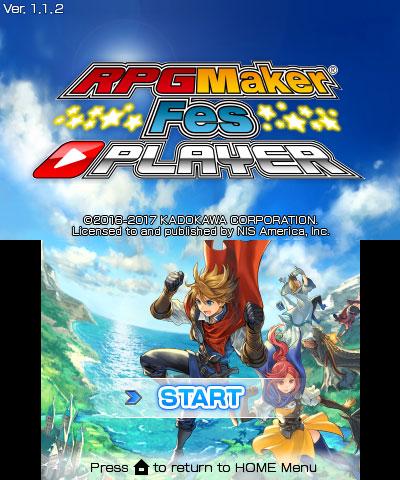 Ver. 1.1.2
RPG Maker®
Fes
PLAYER
©2016-2017 KADOKAWA CORPORATION.
Licensed to and published by NIS America, Inc.
START
Press to return to HOME Menu